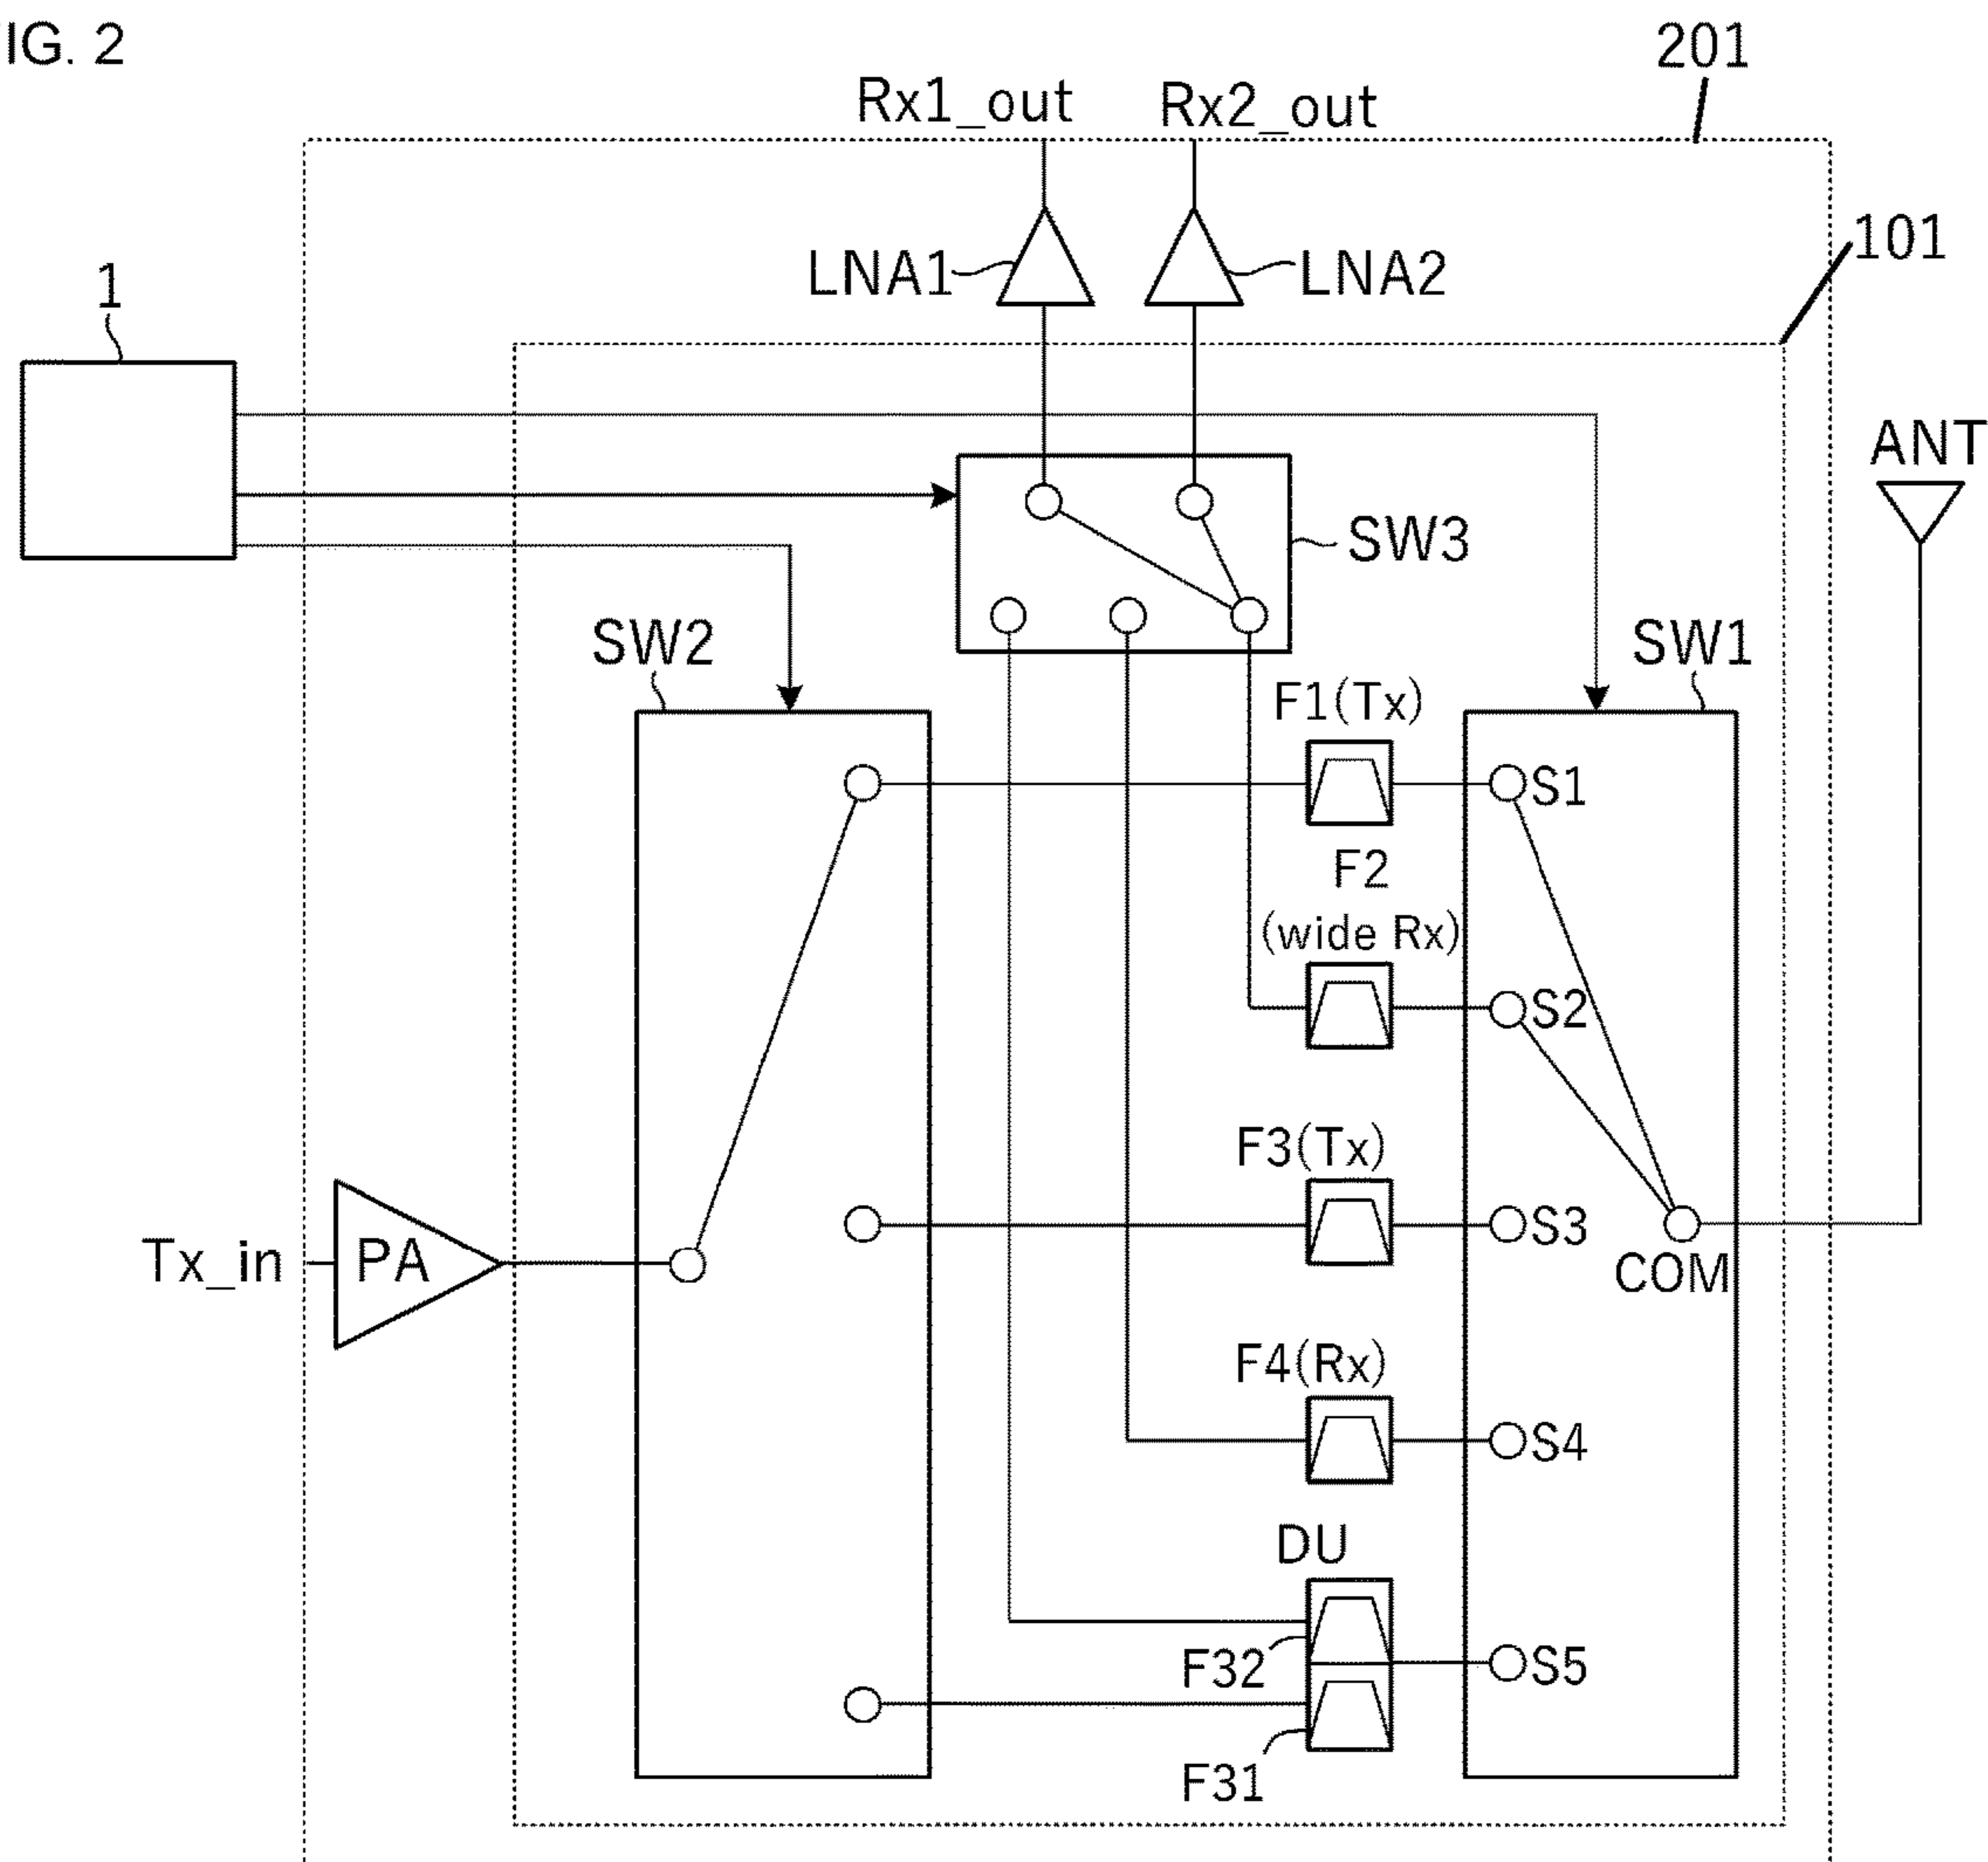 IG. 2
201
Rx1_out
Rx2_out
101
LNA1
LNA2
1
ANT
SW3
SW2
SW1
F1(Tx)
S1
F2
(wide Rx)
S2
F3(Tx)
S3
Tx_in
PA
COM
F4(Rx)
S4
DU
F32
S5
F31